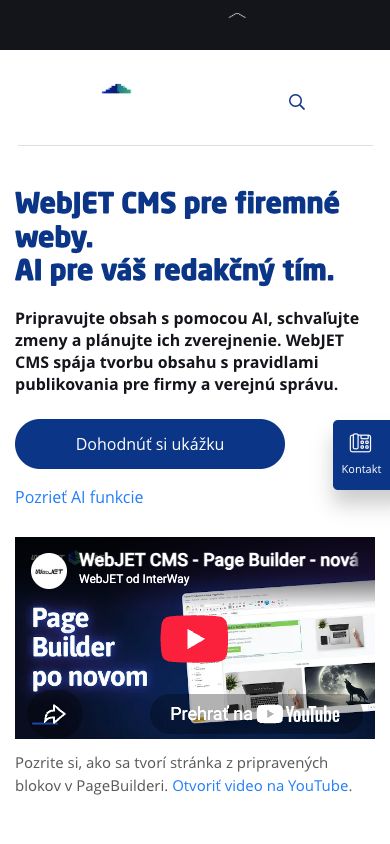 WebJET CMS pre firemné
weby.
AI pre váš redakčný tím.
Pripravujte obsah s pomocou AI, schvaľujte
zmeny a plánujte ich zverejnenie. WebJET
CMS spája tvorbu obsahu s pravidlami
publikovania pre firmy a verejnú správu.
Dohodnúť si ukážku
Kontakt
Pozrieť AI funkcie
WebJET
WebJET CMS - Page Builder - nová
WebJET od InterWay
Page
Builder
po novom
Prehrať na YouTube
Pozrite si, ako sa tvorí stránka z pripravených
blokov v PageBuilderi. Otvoriť video na YouTube.